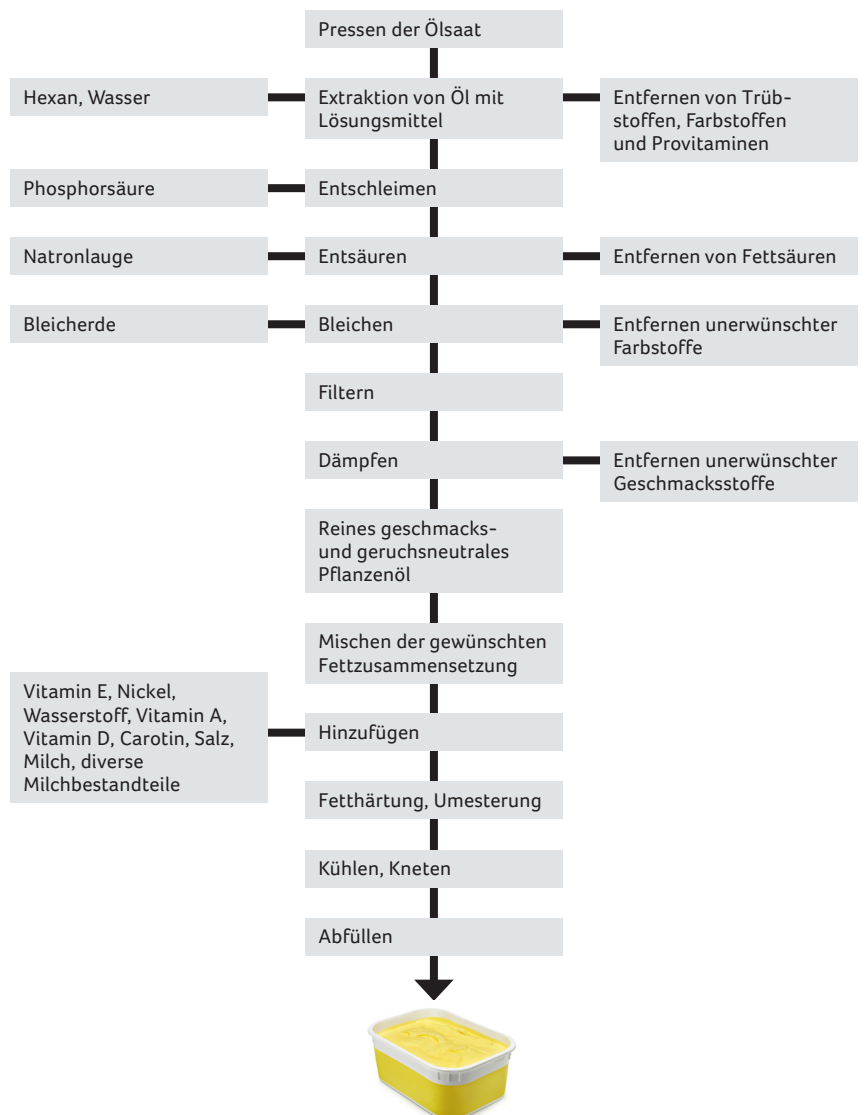 Pressen der Ölsaat
Hexan, Wasser
Extraktion von Öl mit
Lösungsmittel
Entfernen von Trüb-
stoffen, Farbstoffen
und Provitaminen
Phosphorsäure
Entschleimen
Natronlauge
Entsäuren
Entfernen von Fettsäuren
Bleicherde
Bleichen
Entfernen unerwünschter
Farbstoffe
Filtern
Dämpfen
Entfernen unerwünschter
Geschmacksstoffe
Reines geschmacks-
und geruchsneutrales
Pflanzenöl
Mischen der gewünschten
Fettzusammensetzung
Vitamin E, Nickel,
Wasserstoff, Vitamin A,
Vitamin D, Carotin, Salz,
Milch, diverse
Milchbestandteile
Hinzufügen
Fetthärtung, Umesterung
Kühlen, Kneten
Abfüllen